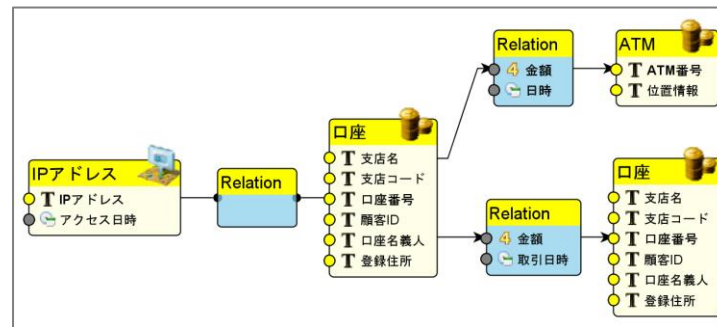 IPアドレス
T IPアドレス
アクセス日時
Relation
口座
T 支店名
T 支店コード
T 口座番号
T 顧客ID
T 口座名義人
T 登録住所
Relation
4 金額
日時
ATM
T ATM番号
T 位置情報
Relation
4 金額
取引日時
口座
T 支店名
T 支店コード
T 口座番号
T 顧客ID
T 口座名義人
T 登録住所